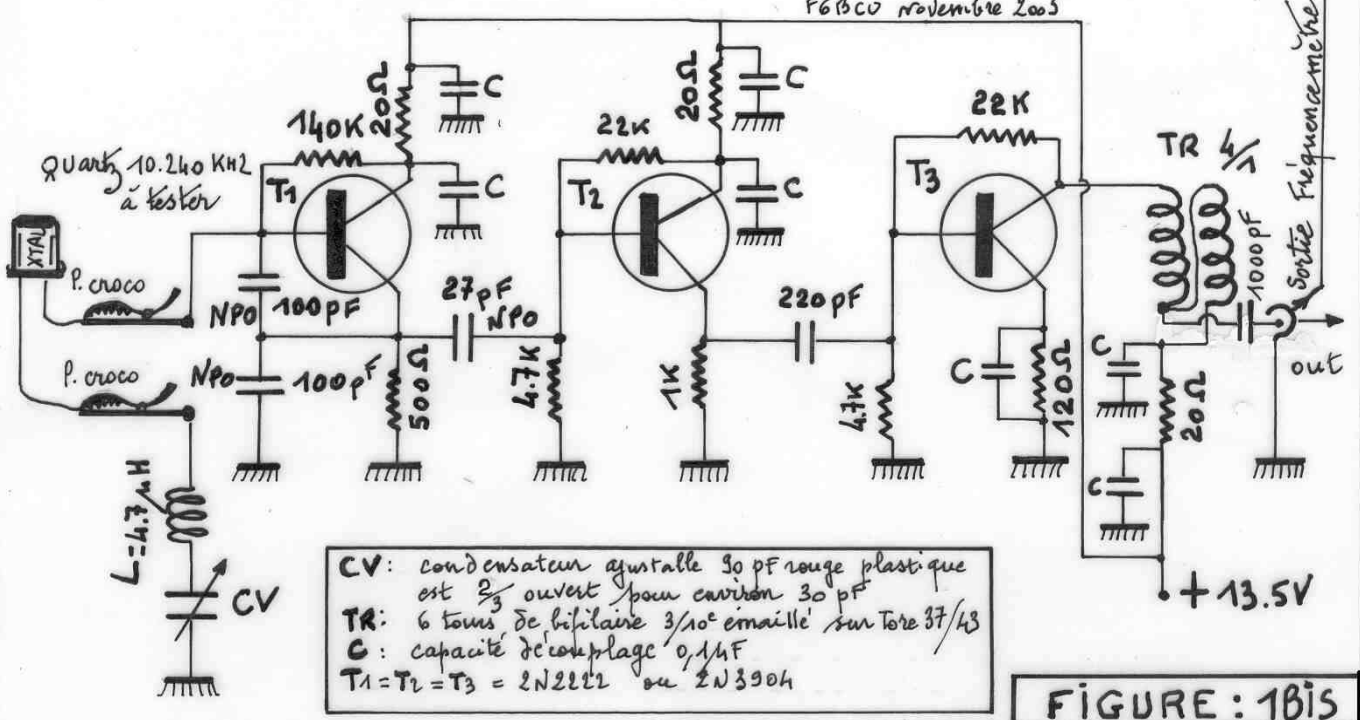 F6BCU novembre 2005
140K
20Ω
C
C
22K
20Ω
C
C
22K
TR 4/1
Quartz 10.240 KHZ
à tester
T1
T2
T3
XTAL
P. croco
NPO
100pF
27pF
NPO
220pF
1000pF
Sortie Fréquencemètre
out
P. croco
NPO
100pF
500Ω
4.7K
1K
4.7K
C
120Ω
C
20Ω
C
L=4.7µH
CV
+ 13.5V
CV: condensateur ajustable 90 pF rouge plastique
est 2/3 ouvert pour environ 30 pF
TR: 6 tours de bifilaire 3/10e émaillé sur Tore 37/43
C: capacité découplage 0,1µF
T1=T2=T3= 2N2222 ou 2N3904
FIGURE: 1Bis